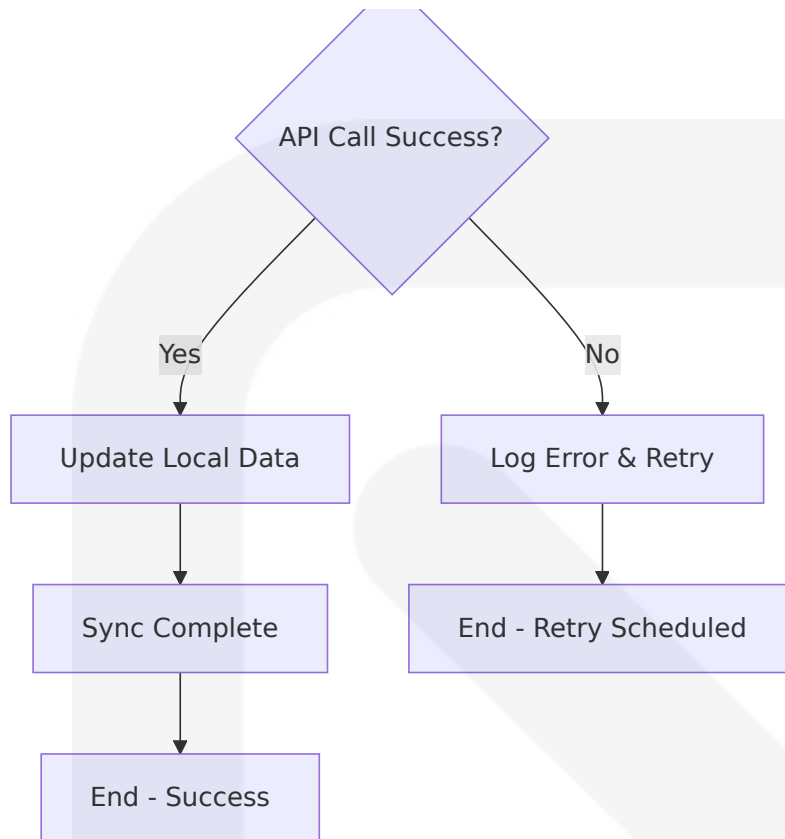 API Call Success?
Yes
No
Update Local Data
Log Error & Retry
Sync Complete
End - Retry Scheduled
End - Success